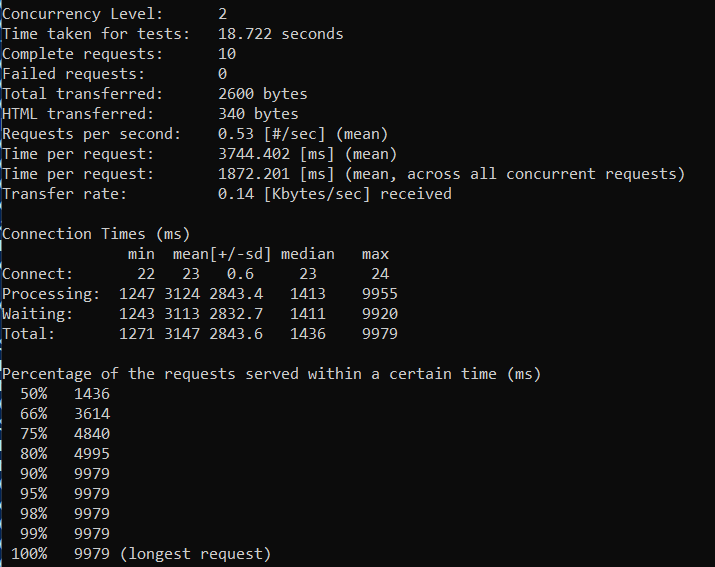 Concurrency Level:      2
Time taken for tests:   18.722 seconds
Complete requests:      10
Failed requests:        0
Total transferred:      2600 bytes
HTML transferred:       340 bytes
Requests per second:    0.53 [#/sec] (mean)
Time per request:       3744.402 [ms] (mean)
Time per request:       1872.201 [ms] (mean, across all concurrent requests)
Transfer rate:          0.14 [Kbytes/sec] received

Connection Times (ms)
              min  mean[+/-sd] median   max
Connect:       22   23   0.6     23      24
Processing:  1247 3124 2843.4   1413    9955
Waiting:     1243 3113 2832.7   1411    9920
Total:       1271 3147 2843.6   1436    9979

Percentage of the requests served within a certain time (ms)
  50%   1436
  66%   3614
  75%   4840
  80%   4995
  90%   9979
  95%   9979
  98%   9979
  99%   9979
 100%   9979 (longest request)